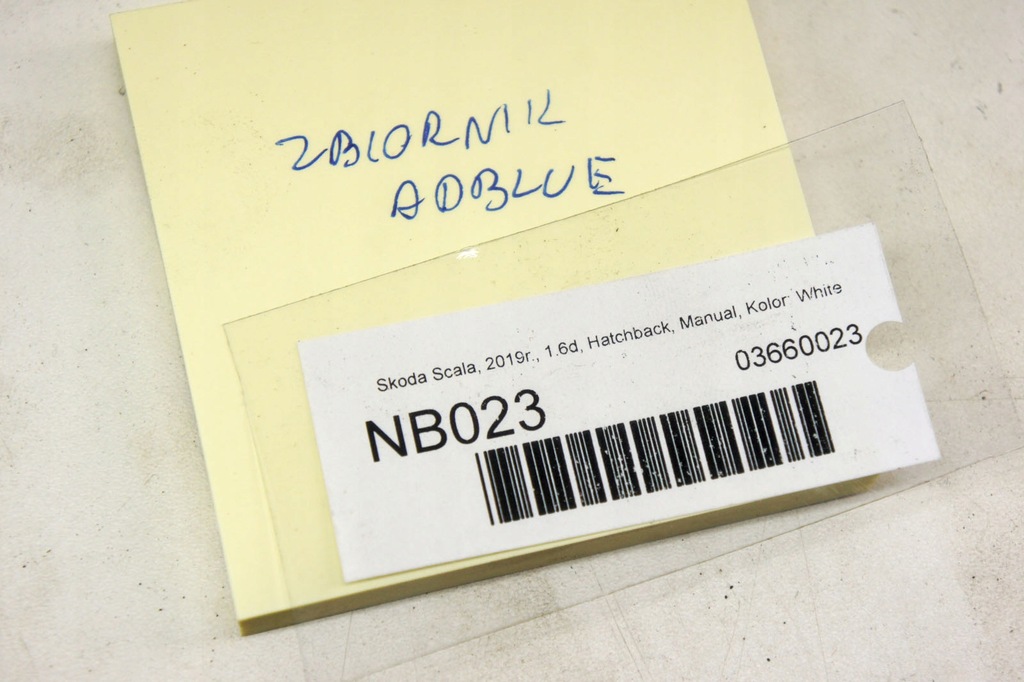 ZBIORNIK
ADBLUE
Skoda Scala, 2019r., 1.6d, Hatchback, Manual, Kolor: White
03660023
NB023